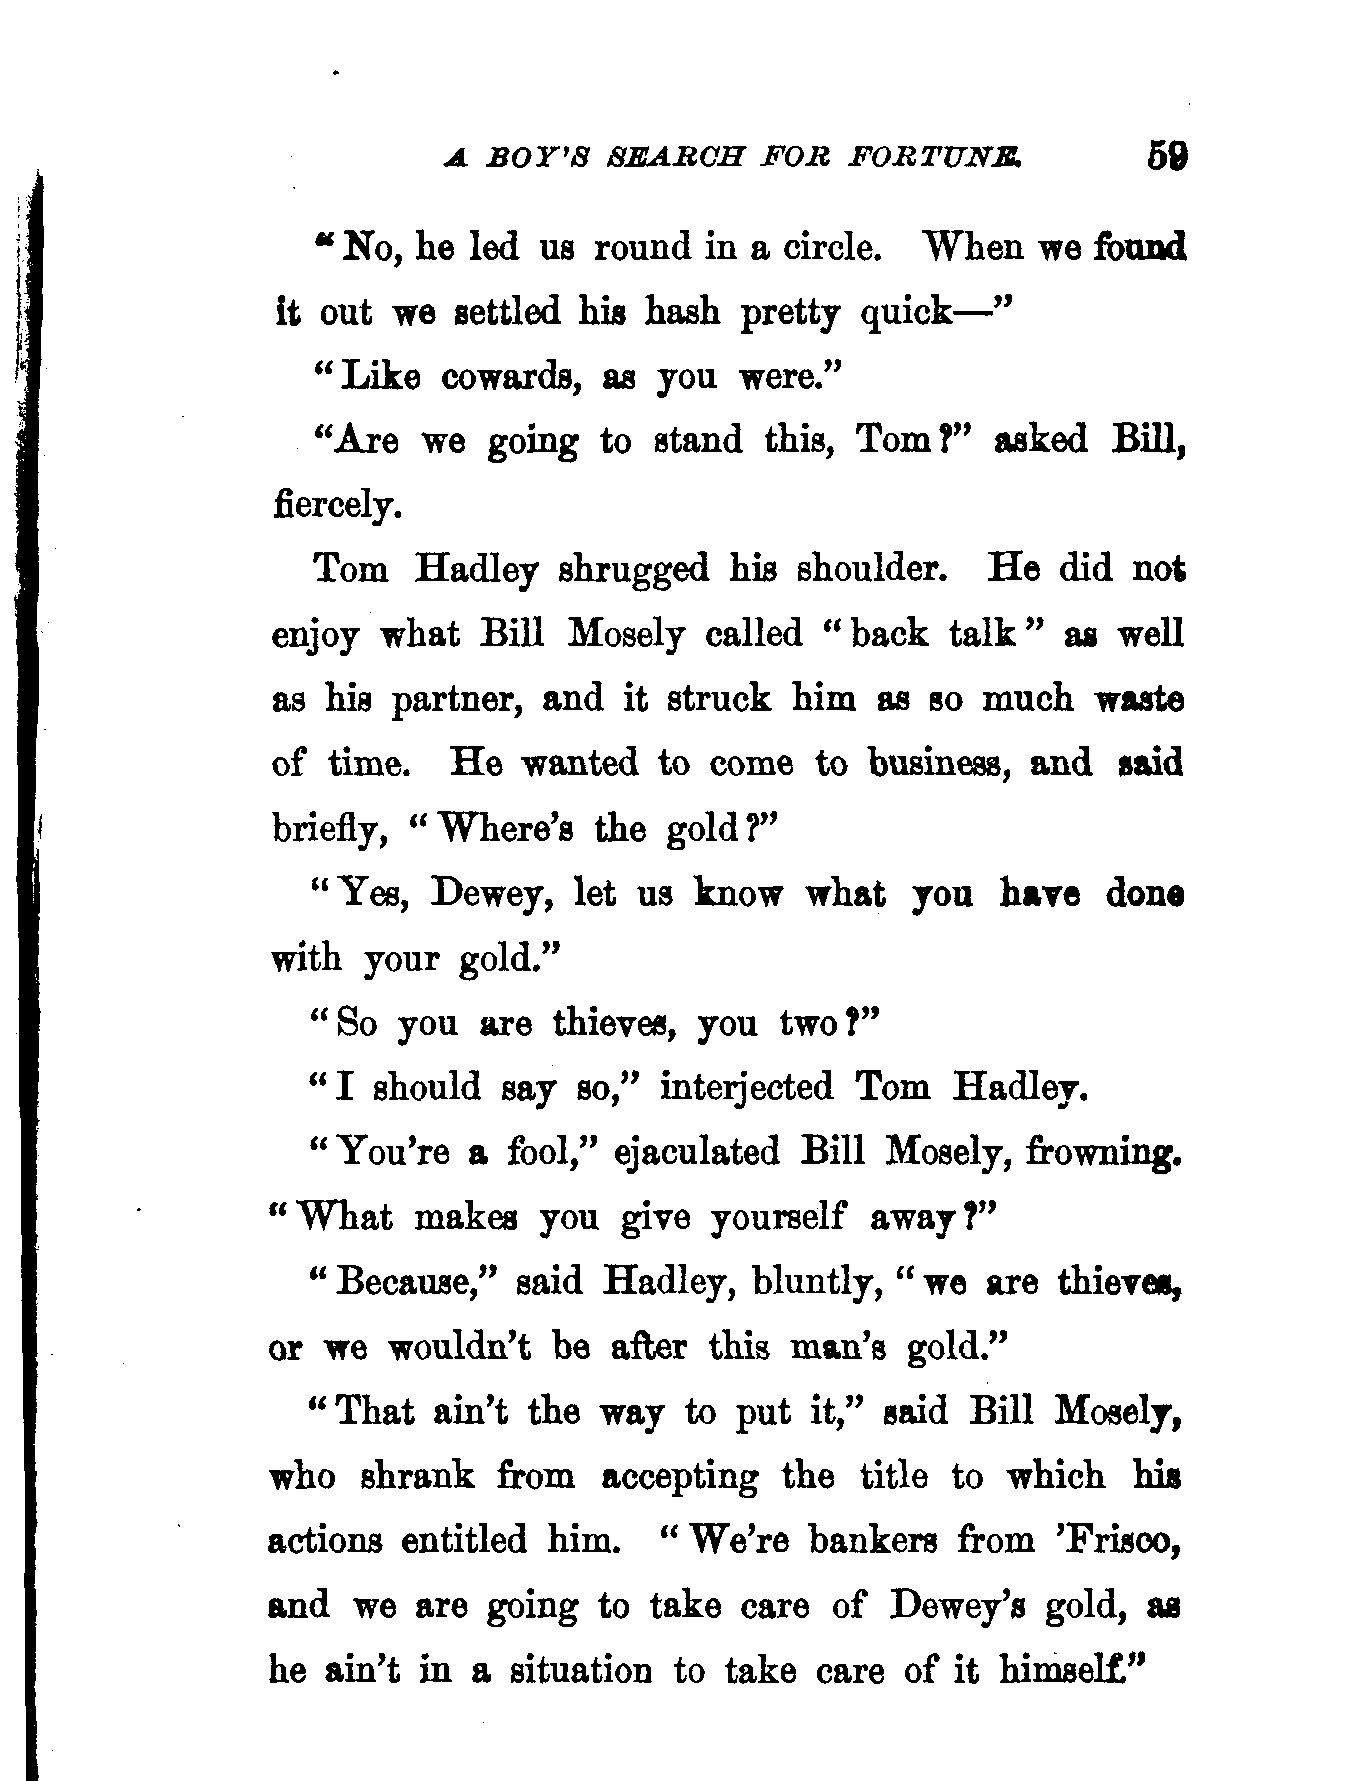 A BOY'S SEARCH FOR FORTUNE. 59
"No, he led us round in a circle. When we found
it out we settled his hash pretty quick—"
"Like cowards, as you were."
"Are we going to stand this, Tom?" asked Bill,
fiercely.
Tom Hadley shrugged his shoulder. He did not
enjoy what Bill Mosely called "back talk" as well
as his partner, and it struck him as so much waste
of time. He wanted to come to business, and said
briefly, "Where's the gold?"
"Yes, Dewey, let us know what you have done
with your gold."
"So you are thieves, you two?"
"I should say so," interjected Tom Hadley.
"You're a fool," ejaculated Bill Mosely, frowning.
"What makes you give yourself away?"
"Because," said Hadley, bluntly, "we are thieves,
or we wouldn't be after this man's gold."
"That ain't the way to put it," said Bill Mosely,
who shrank from accepting the title to which his
actions entitled him. "We're bankers from 'Frisco,
and we are going to take care of Dewey's gold, as
he ain't in a situation to take care of it himself."